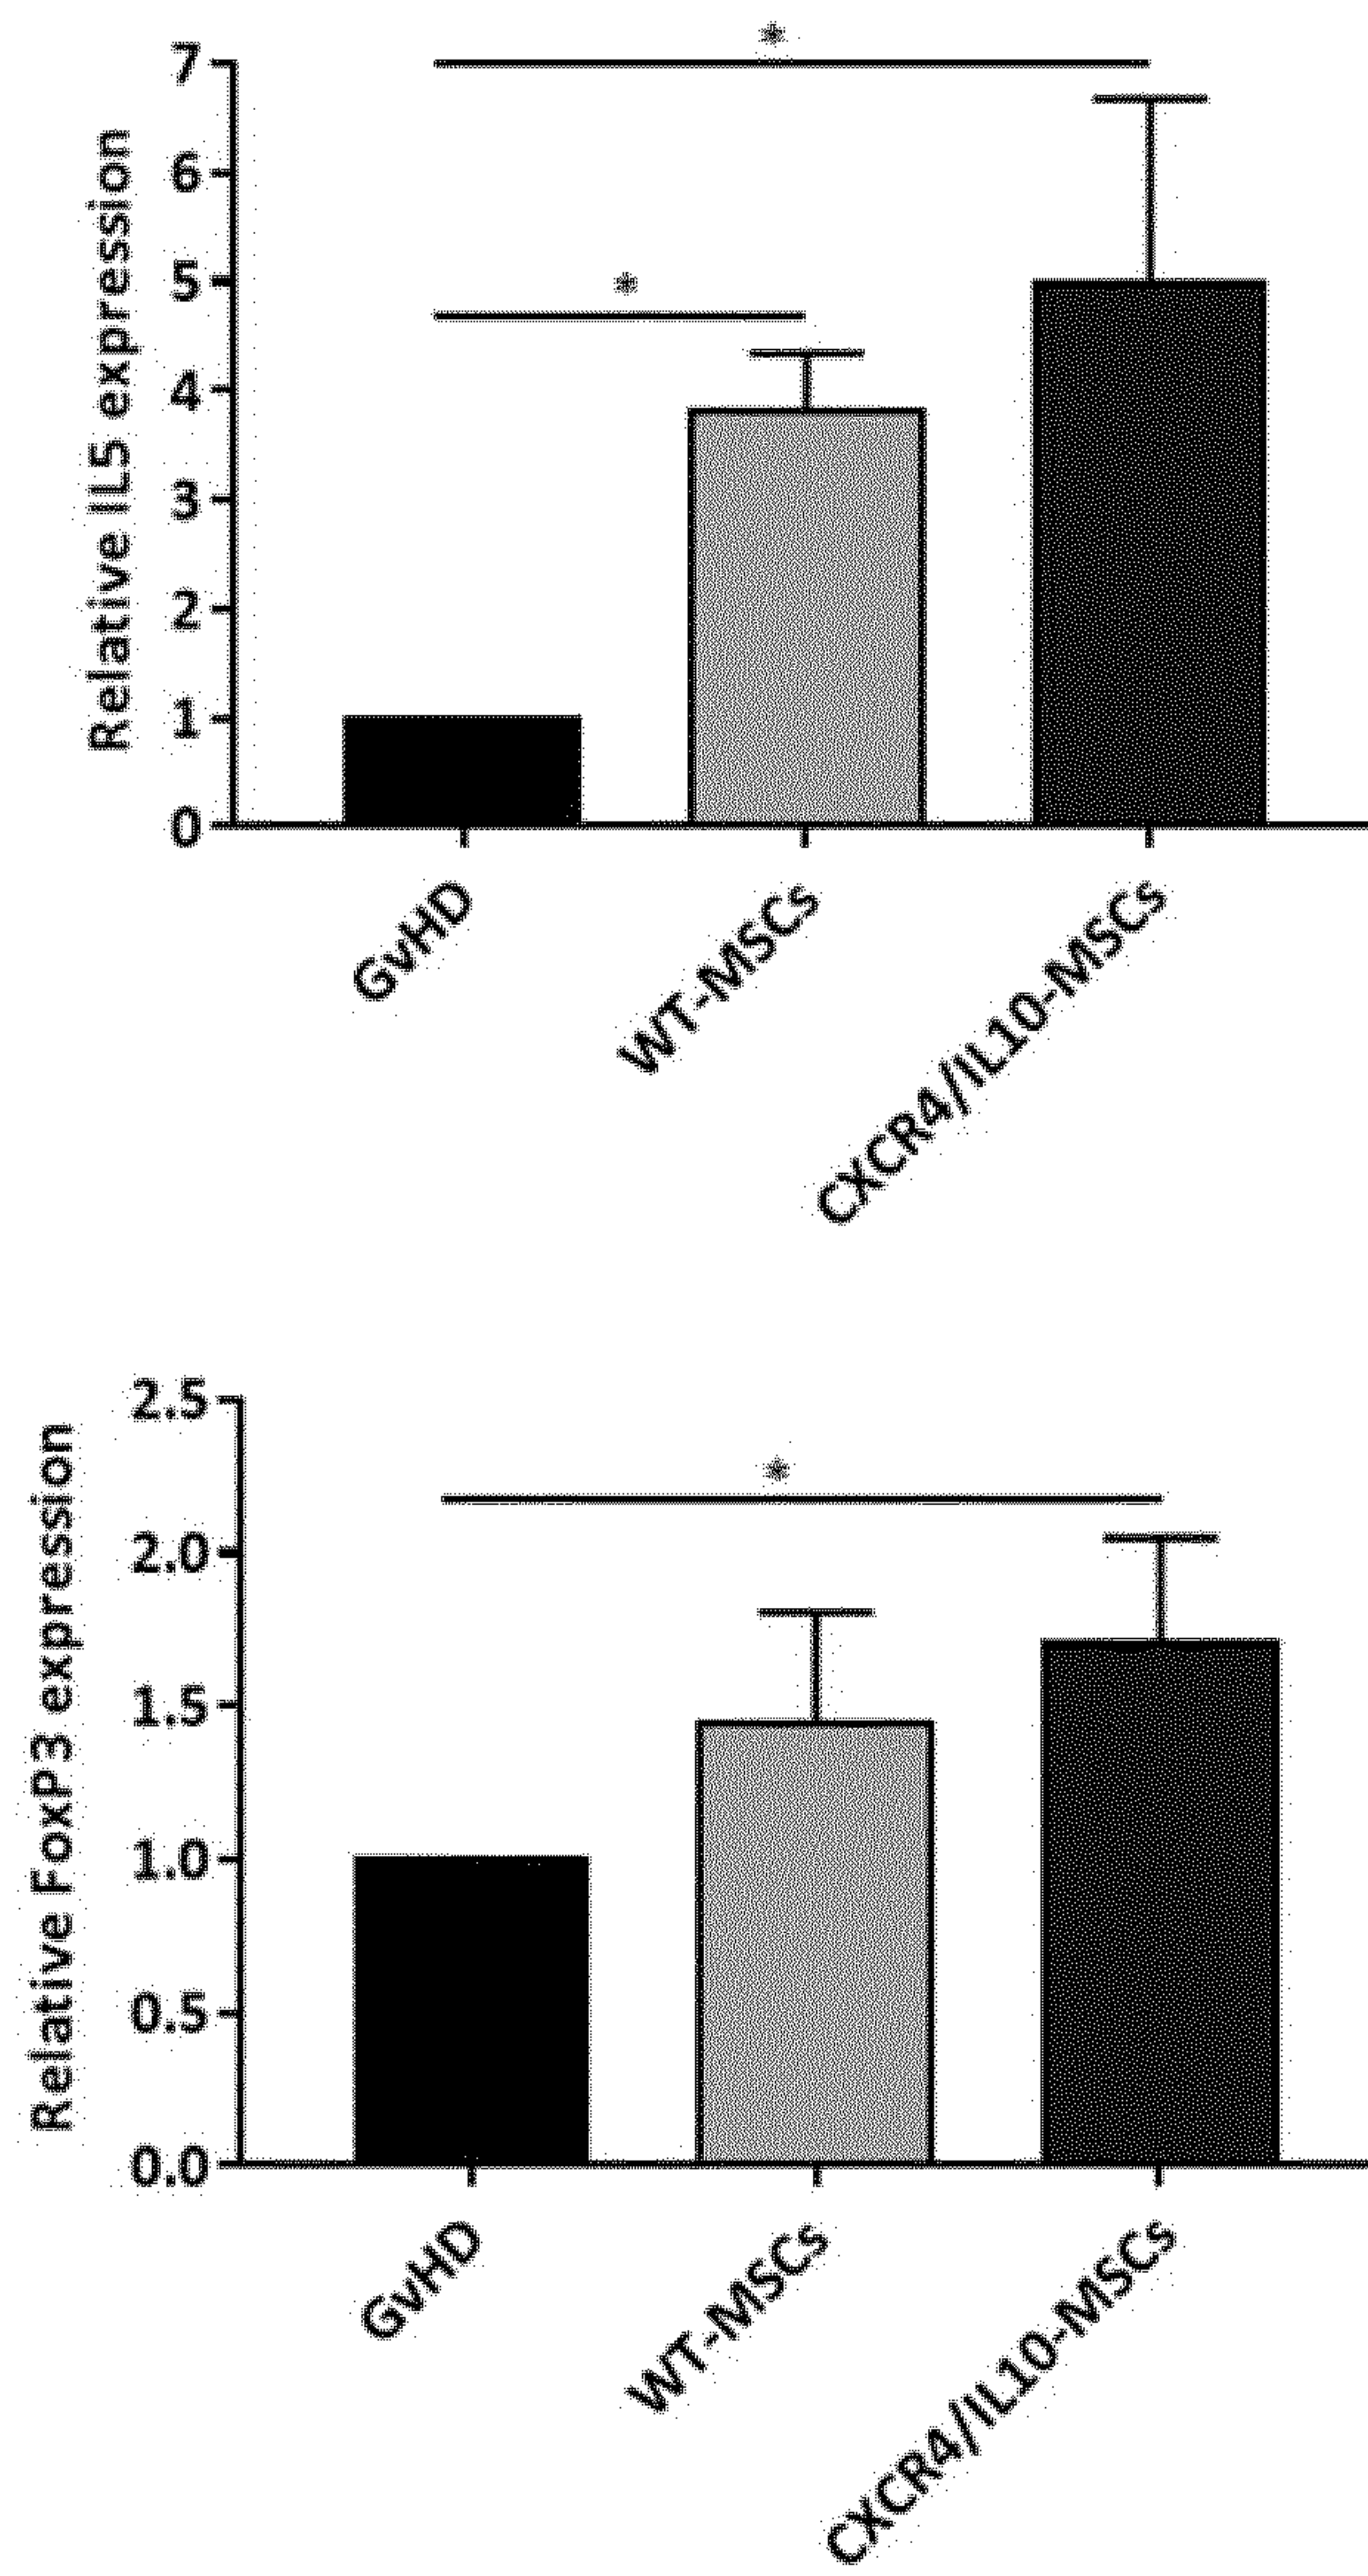 *
7
6
5
4
3
2
1
0
Relative IL5 expression
*
GvHD
WT-MSCs
CXCR4/IL10-MSCs
2.5
2.0
1.5
1.0
0.5
0.0
Relative FoxP3 expression
*
GvHD
WT-MSCs
CXCR4/IL10-MSCs